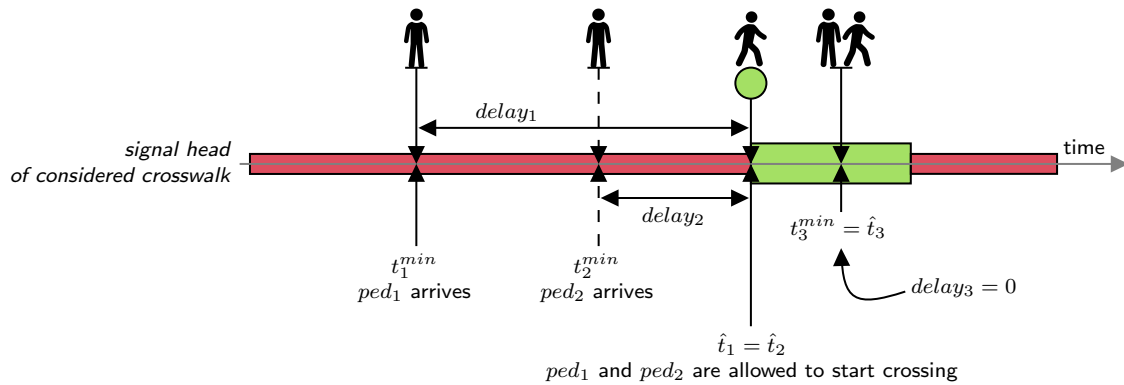 delay₁
signal head
of considered crosswalk
time
delay₂
t₃ᵐⁱⁿ = t̂₃
t₁ᵐⁱⁿ
ped₁ arrives
t₂ᵐⁱⁿ
ped₂ arrives
delay₃ = 0
t̂₁ = t̂₂
ped₁ and ped₂ are allowed to start crossing